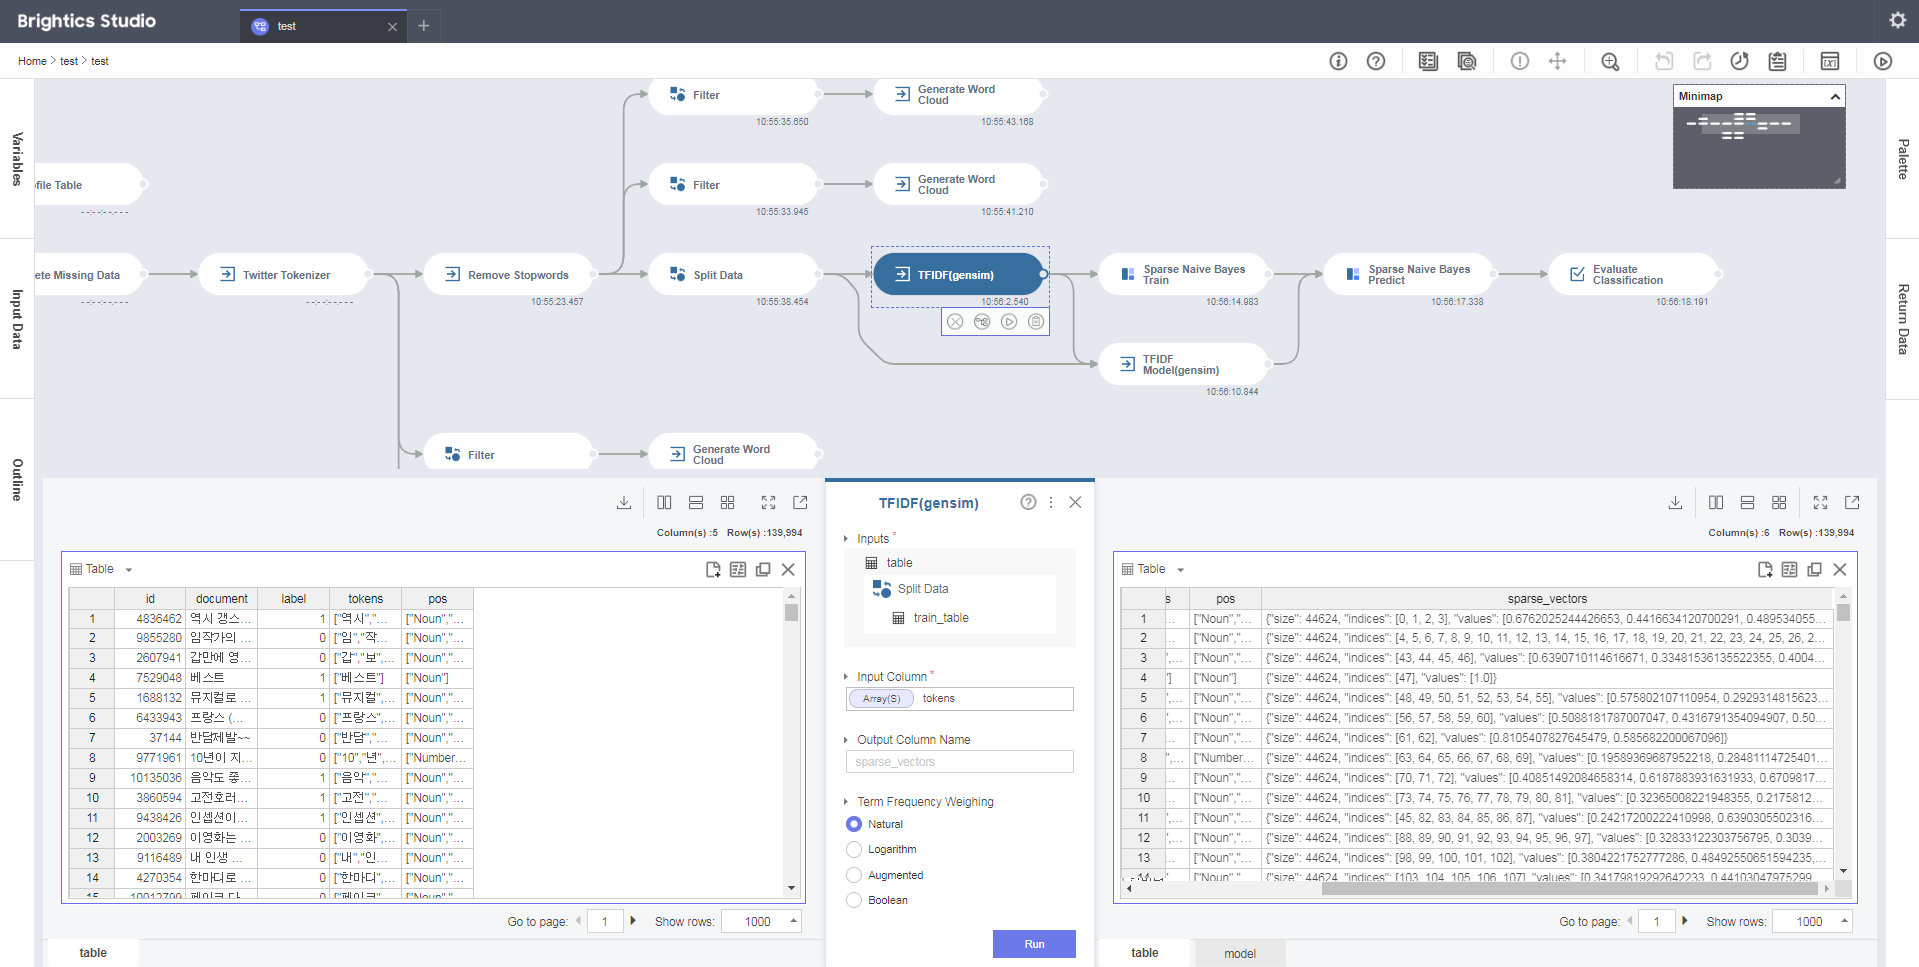 Brightics Studio
test
Home > test > test
Variables
Input Data
Outline
Palette
Return Data
Minimap
Filter
10:55:35.650
Generate Word
Cloud
10:55:43.168
ofile Table
--:--:--.---
Filter
10:55:33.945
Generate Word
Cloud
10:55:41.210
ete Missing Data
--:--:--.---
Twitter Tokenizer
--:--:--.---
Remove Stopwords
10:55:23.457
Split Data
10:55:38.454
TFIDF(gensim)
10:56:2.540
Sparse Naive Bayes
Train
10:56:14.983
Sparse Naive Bayes
Predict
10:56:17.338
Evaluate
Classification
10:56:18.191
TFIDF
Model(gensim)
10:56:10.844
Filter
Generate Word
Cloud
Column(s) :5 Row(s) :139,994
Table
id document label tokens pos
1 4836462 역시 갱스... 1 ["역시","... ["Noun","...
2 9855280 임작가의 ... 0 ["임","작... ["Noun","...
3 2607941 갑만에 영... 0 ["갑","보",... ["Noun","...
4 7529048 베스트 1 ["베스트"] ["Noun"]
5 1688132 뮤지컬로 ... 1 ["뮤지컬",... ["Noun","...
6 6433943 프랑스 (... 0 ["프랑스",... ["Noun","...
7 37144 반담제발~~ 0 ["반담","... ["Noun","...
8 9771961 10년이 지... 0 ["10","년",... ["Number...
9 10135036 음악도 좋... 1 ["음악","... ["Noun","...
10 3860594 고전호러... 1 ["고전","... ["Noun","...
11 9438426 인셉션이... 1 ["인셉션",... ["Noun","...
12 2003269 이영화는 ... 0 ["이영화",... ["Noun","...
13 9116489 내 인생 ... 0 ["내","인... ["Noun","...
14 4270354 한마디로 ... 0 ["한마디",... ["Noun","...
15 10012799 페이크 다... 0 ["페이크",... ["Noun","...
Go to page: 1 Show rows: 1000
table
TFIDF(gensim)
Inputs *
table
Split Data
train_table
Input Column *
Array(S) tokens
Output Column Name
sparse_vectors
Term Frequency Weighing
Natural
Logarithm
Augmented
Boolean
Run
Column(s) :6 Row(s) :139,994
Table
s pos sparse_vectors
1 ... ["Noun","... {"size": 44624, "indices": [0, 1, 2, 3], "values": [0.6762025244426653, 0.4416634120700291, 0.489534055...
2 ... ["Noun","... {"size": 44624, "indices": [4, 5, 6, 7, 8, 9, 10, 11, 12, 13, 14, 15, 16, 17, 18, 19, 20, 21, 22, 23, 24, 25, 26, 2...
3 ",... ["Noun","... {"size": 44624, "indices": [43, 44, 45, 46], "values": [0.6390710114616671, 0.33481536135522355, 0.4004...
4 "] ["Noun"] {"size": 44624, "indices": [47], "values": [1.0]}
5 ",... ["Noun","... {"size": 44624, "indices": [48, 49, 50, 51, 52, 53, 54, 55], "values": [0.575802107110954, 0.2929314815623...
6 ",... ["Noun","... {"size": 44624, "indices": [56, 57, 58, 59, 60], "values": [0.5088181787007047, 0.4316791354094907, 0.50...
7 ... ["Noun","... {"size": 44624, "indices": [61, 62], "values": [0.8105407827645479, 0.585682200067096]}
8 ",... ["Number... {"size": 44624, "indices": [63, 64, 65, 66, 67, 68, 69], "values": [0.19589369687952218, 0.28481114725401...
9 ... ["Noun","... {"size": 44624, "indices": [70, 71, 72], "values": [0.40851492084658314, 0.6187883931631933, 0.6709817...
10 ... ["Noun","... {"size": 44624, "indices": [73, 74, 75, 76, 77, 78, 79, 80, 81], "values": [0.32365008221948355, 0.2175812...
11 ",... ["Noun","... {"size": 44624, "indices": [45, 82, 83, 84, 85, 86, 87], "values": [0.24217200222410998, 0.6390305502316...
12 ",... ["Noun","... {"size": 44624, "indices": [88, 89, 90, 91, 92, 93, 94, 95, 96, 97], "values": [0.32833122303756795, 0.3039...
13 ... ["Noun","... {"size": 44624, "indices": [98, 99, 100, 101, 102], "values": [0.3804221752777286, 0.48492550651594235,...
14 ",... ["Noun","... {"size": 44624, "indices": [103, 104, 105, 106, 107], "values": [0.34179819292642233, 0.44103047975299...
Go to page: 1 Show rows: 1000
table model